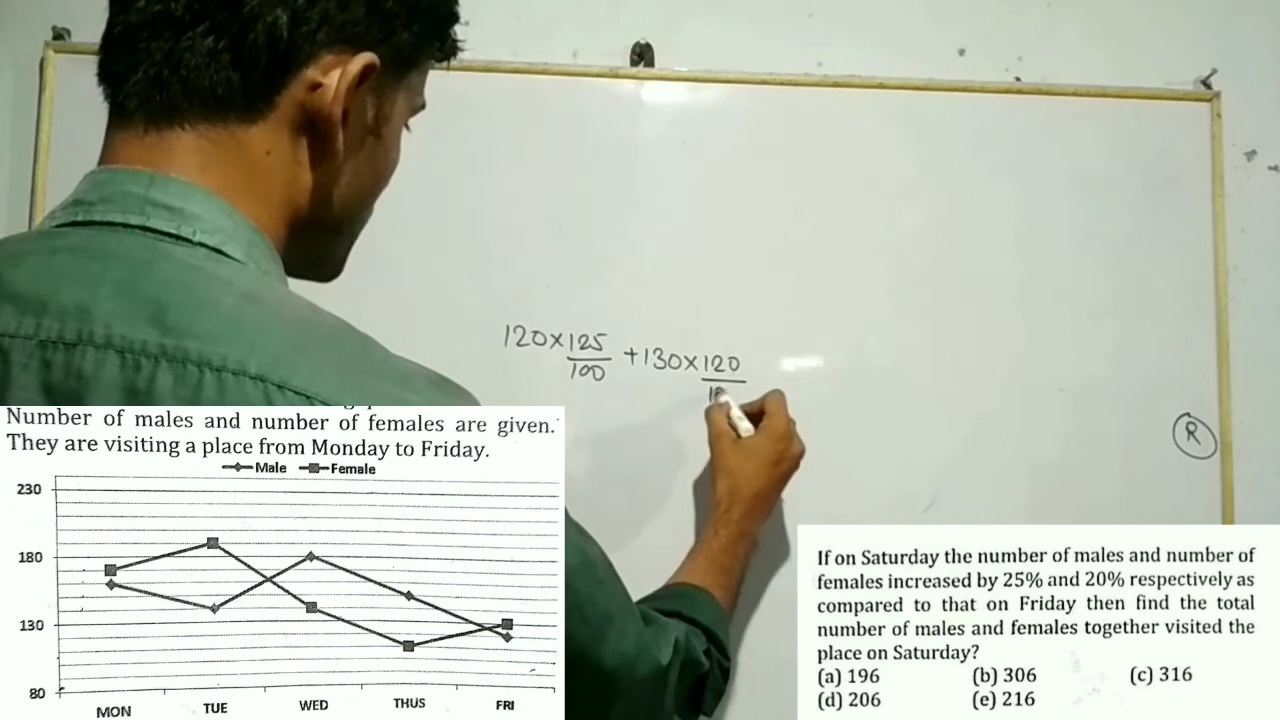 120×125/100 +130×120/10
R
Number of males and number of females are given.
They are visiting a place from Monday to Friday.
Male Female
230
180
130
80
MON TUE WED THUS FRI
If on Saturday the number of males and number of
females increased by 25% and 20% respectively as
compared to that on Friday then find the total
number of males and females together visited the
place on Saturday?
(a) 196 (b) 306 (c) 316
(d) 206 (e) 216